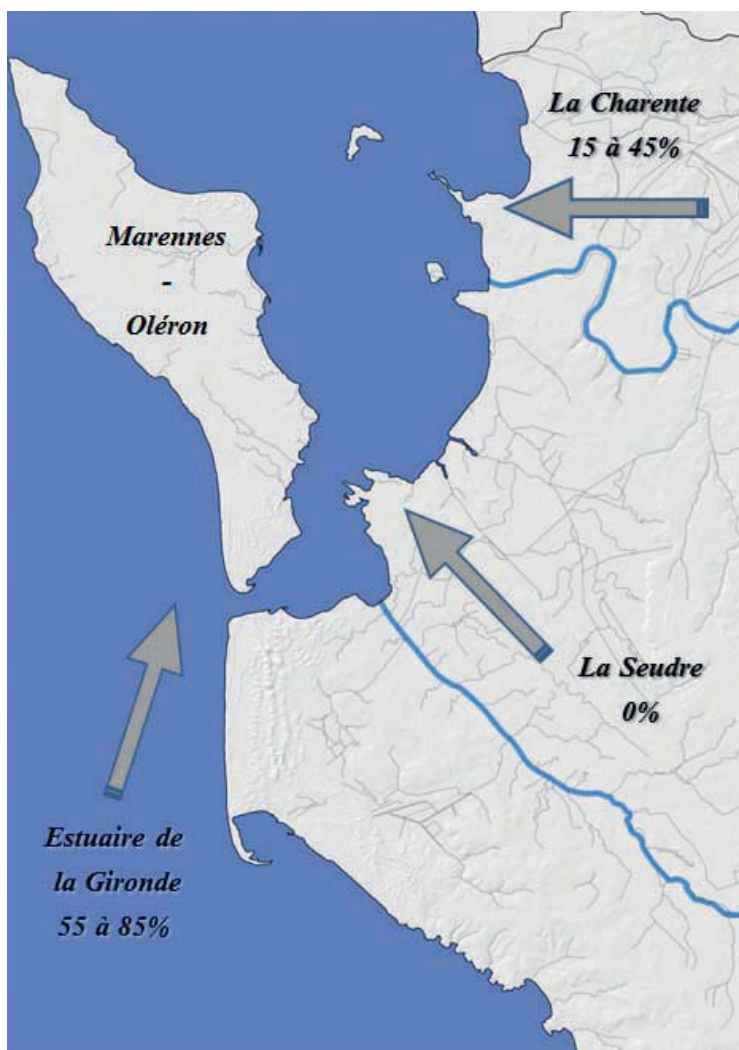 La Charente
15 à 45%
Marennes
-
Oléron
La Seudre
0%
Estuaire de
la Gironde
55 à 85%